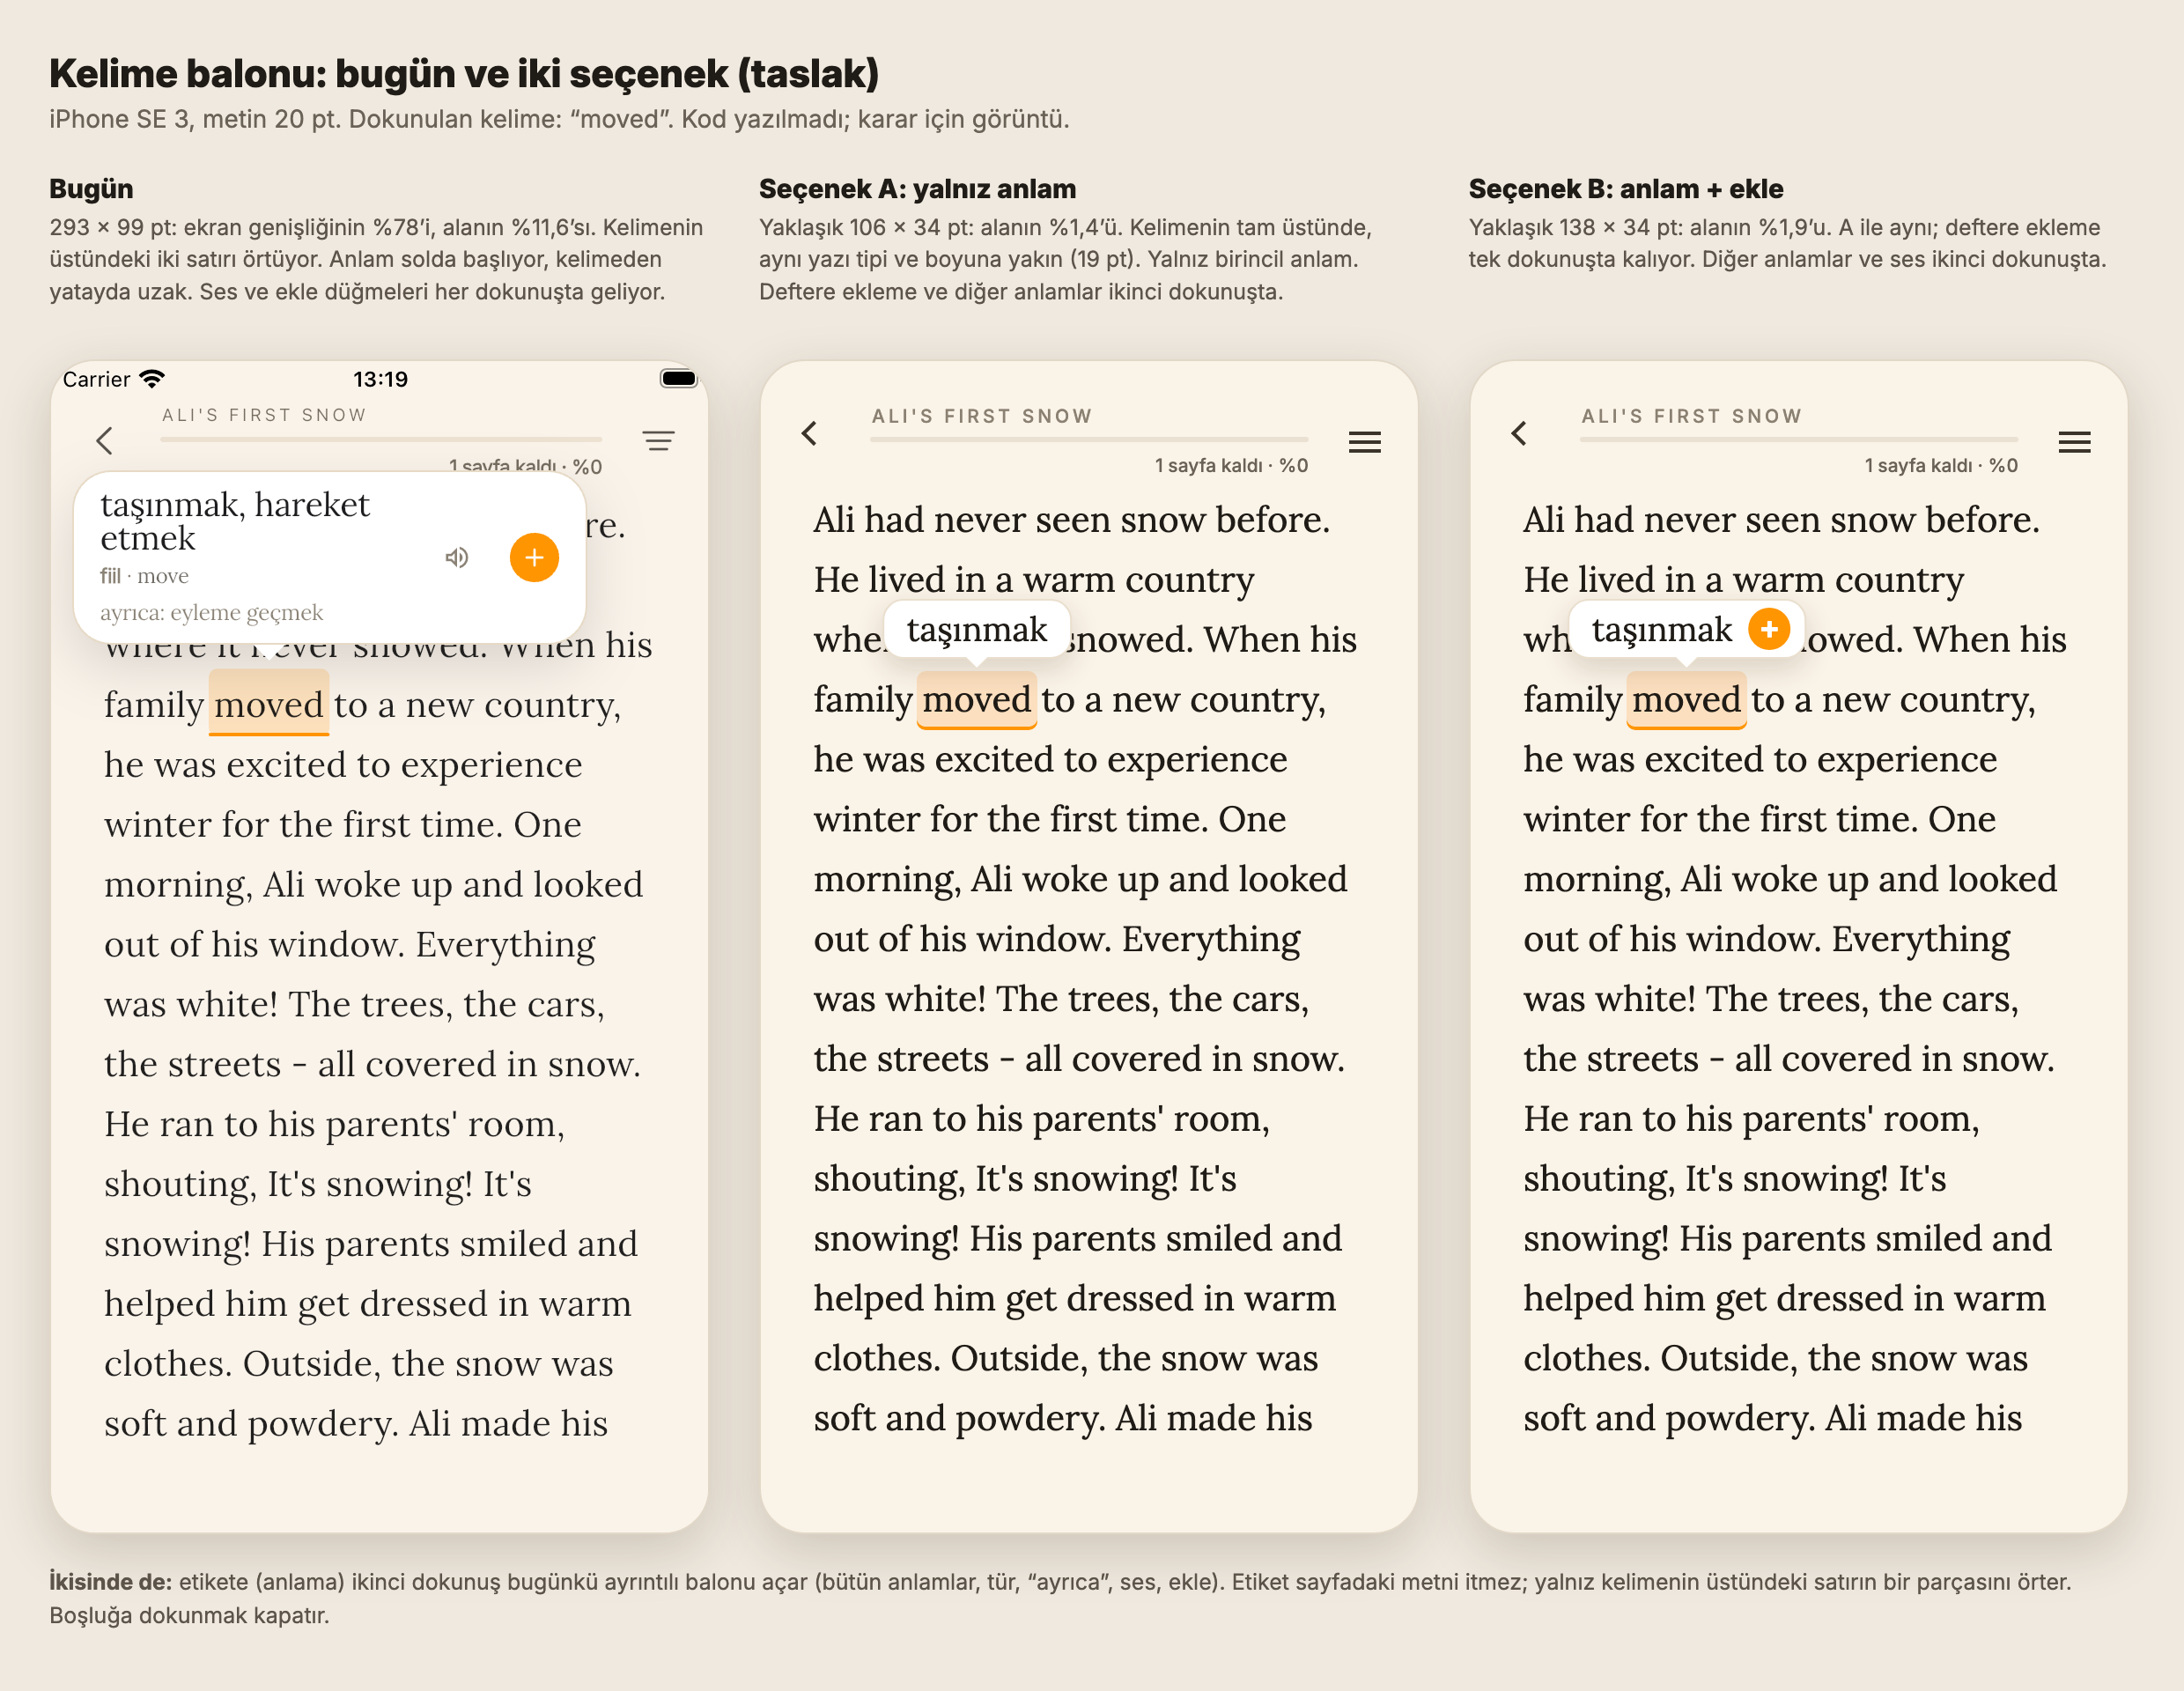 Kelime balonu: bugün ve iki seçenek (taslak)
iPhone SE 3, metin 20 pt. Dokunulan kelime: “moved”. Kod yazılmadı; karar için görüntü.
Bugün
293 × 99 pt: ekran genişliğinin %78’i, alanın %11,6’sı. Kelimenin
üstündeki iki satırı örtüyor. Anlam solda başlıyor, kelimeden
yatayda uzak. Ses ve ekle düğmeleri her dokunuşta geliyor.
Seçenek A: yalnız anlam
Yaklaşık 106 × 34 pt: alanın %1,4’ü. Kelimenin tam üstünde,
aynı yazı tipi ve boyuna yakın (19 pt). Yalnız birincil anlam.
Deftere ekleme ve diğer anlamlar ikinci dokunuşta.
Seçenek B: anlam + ekle
Yaklaşık 138 × 34 pt: alanın %1,9’u. A ile aynı; deftere ekleme
tek dokunuşta kalıyor. Diğer anlamlar ve ses ikinci dokunuşta.
Carrier 13:19
ALI'S FIRST SNOW
1 sayfa kaldı · %0
taşınmak, hareket
etmek
fiil · move
ayrıca: eyleme geçmek
re.
where it never snowed. When his
family moved to a new country,
he was excited to experience
winter for the first time. One
morning, Ali woke up and looked
out of his window. Everything
was white! The trees, the cars,
the streets - all covered in snow.
He ran to his parents' room,
shouting, It's snowing! It's
snowing! His parents smiled and
helped him get dressed in warm
clothes. Outside, the snow was
soft and powdery. Ali made his
ALI'S FIRST SNOW
1 sayfa kaldı · %0
Ali had never seen snow before.
He lived in a warm country
taşınmak
whe snowed. When his
family moved to a new country,
he was excited to experience
winter for the first time. One
morning, Ali woke up and looked
out of his window. Everything
was white! The trees, the cars,
the streets - all covered in snow.
He ran to his parents' room,
shouting, It's snowing! It's
snowing! His parents smiled and
helped him get dressed in warm
clothes. Outside, the snow was
soft and powdery. Ali made his
ALI'S FIRST SNOW
1 sayfa kaldı · %0
Ali had never seen snow before.
He lived in a warm country
taşınmak +
wh owed. When his
family moved to a new country,
he was excited to experience
winter for the first time. One
morning, Ali woke up and looked
out of his window. Everything
was white! The trees, the cars,
the streets - all covered in snow.
He ran to his parents' room,
shouting, It's snowing! It's
snowing! His parents smiled and
helped him get dressed in warm
clothes. Outside, the snow was
soft and powdery. Ali made his
İkisinde de: etikete (anlama) ikinci dokunuş bugünkü ayrıntılı balonu açar (bütün anlamlar, tür, “ayrıca”, ses, ekle). Etiket sayfadaki metni itmez; yalnız kelimenin üstündeki satırın bir parçasını örter.
Boşluğa dokunmak kapatır.